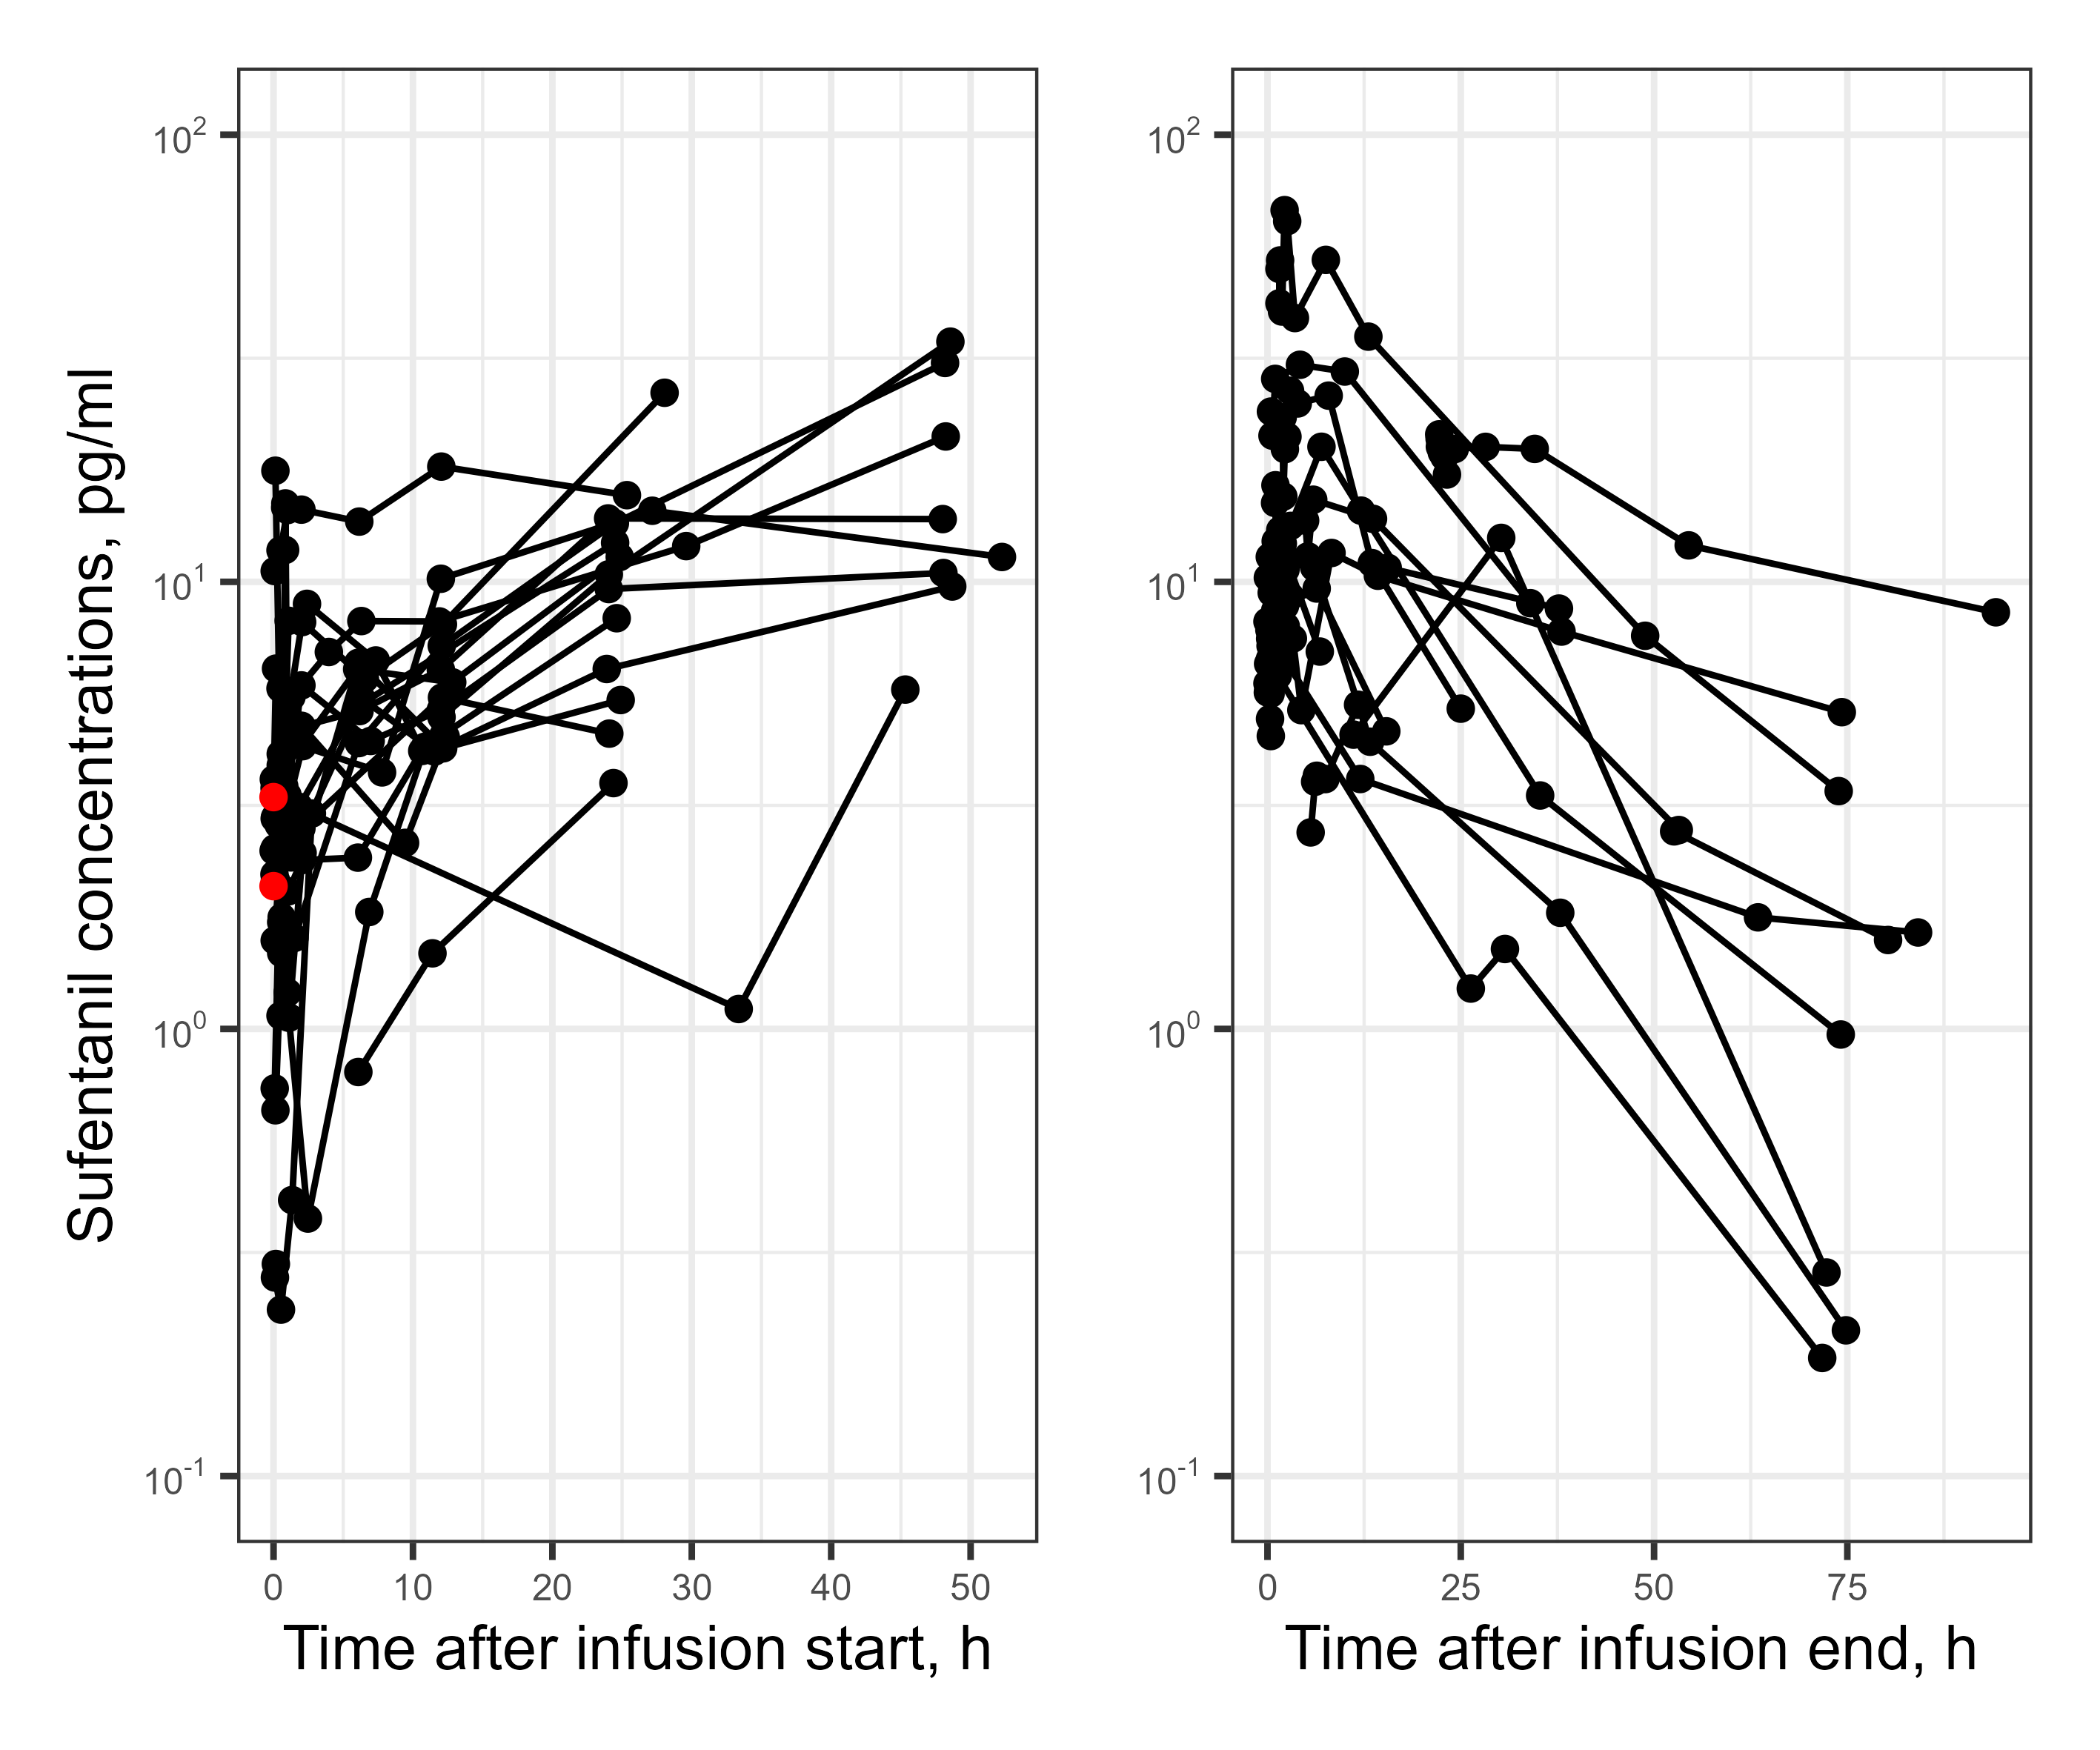 Sufentanil concentrations, pg/ml
10²
10¹
10⁰
10⁻¹
0 10 20 30 40 50
Time after infusion start, h
10²
10¹
10⁰
10⁻¹
0 25 50 75
Time after infusion end, h